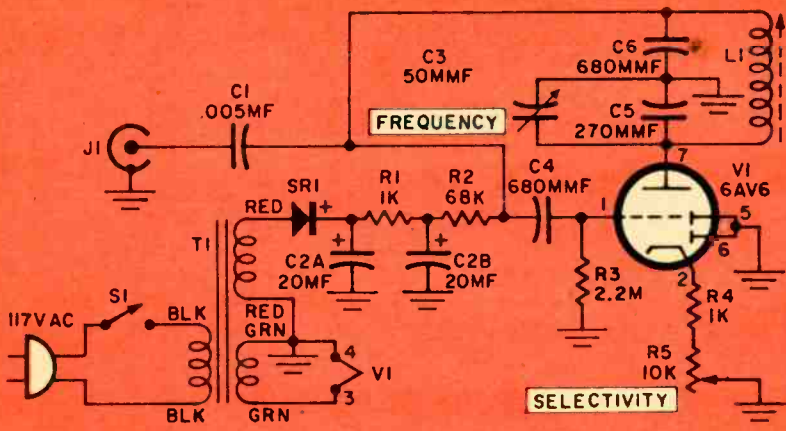 C3
50MMF
C6
680MMF
L1
C1
.005MF
FREQUENCY
C5
270MMF
J1
7
V1
6AV6
SR1
R1
1K
R2
68K
C4
680MMF
RED
+
1
5
6
T1
+
C2A
20MF
+
C2B
20MF
R3
2.2M
2
R4
1K
117VAC
S1
BLK
RED
GRN
4
V1
3
R5
10K
SELECTIVITY
BLK
GRN